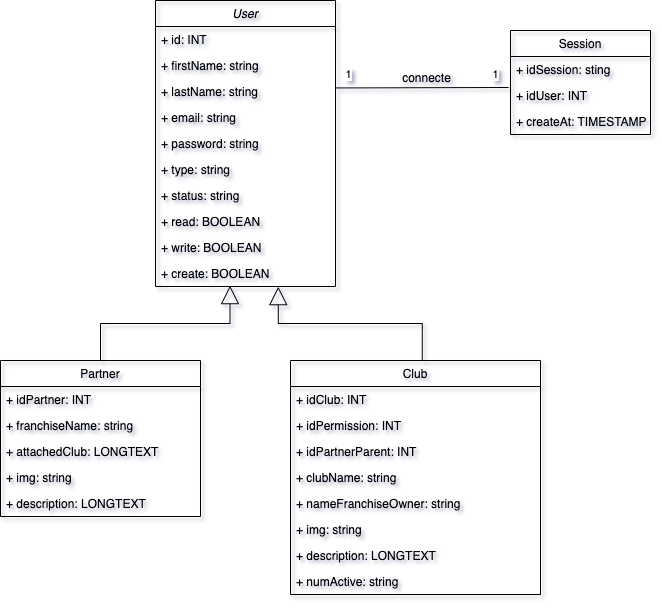 User
+ id: INT
+ firstName: string
+ lastName: string
+ email: string
+ password: string
+ type: string
+ status: string
+ read: BOOLEAN
+ write: BOOLEAN
+ create: BOOLEAN
1
connecte
1
Session
+ idSession: sting
+ idUser: INT
+ createAt: TIMESTAMP
Partner
+ idPartner: INT
+ franchiseName: string
+ attachedClub: LONGTEXT
+ img: string
+ description: LONGTEXT
Club
+ idClub: INT
+ idPermission: INT
+ idPartnerParent: INT
+ clubName: string
+ nameFranchiseOwner: string
+ img: string
+ description: LONGTEXT
+ numActive: string